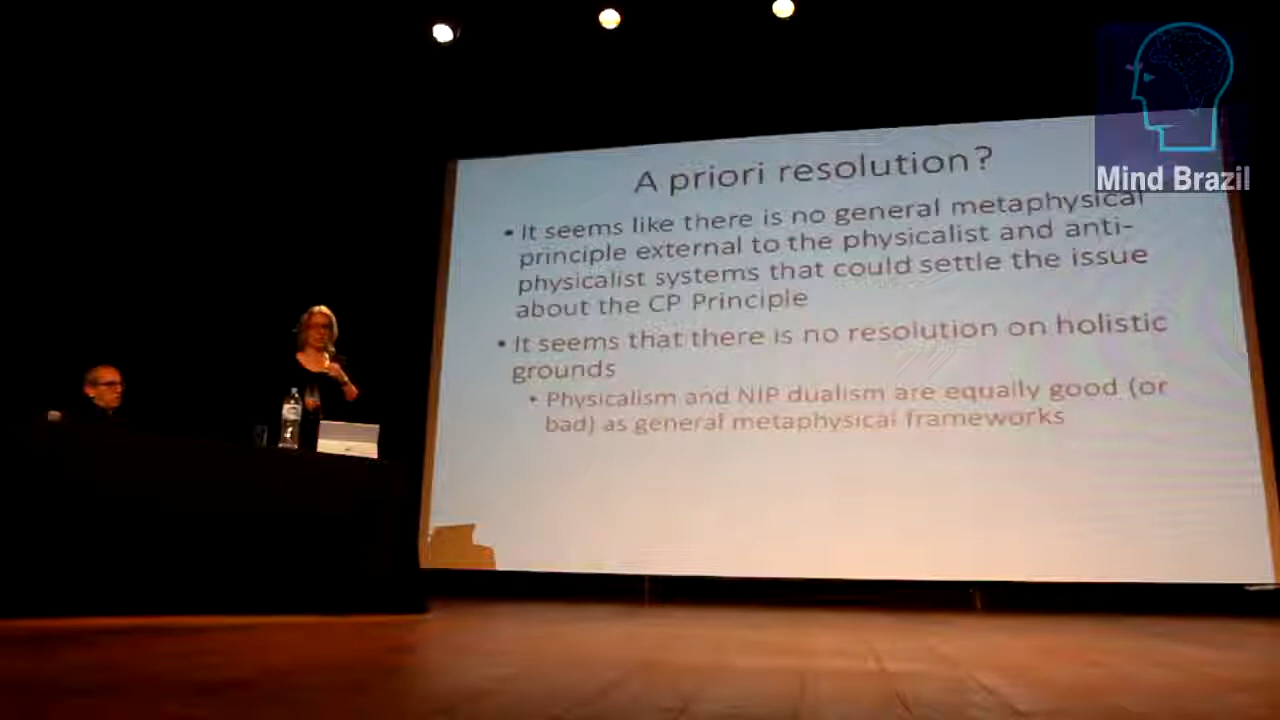 Mind Brazil
A priori resolution?
• It seems like there is no general metaphysical
principle external to the physicalist and anti-
physicalist systems that could settle the issue
about the CP Principle
• It seems that there is no resolution on holistic
grounds
• Physicalism and NIP dualism are equally good (or
bad) as general metaphysical frameworks